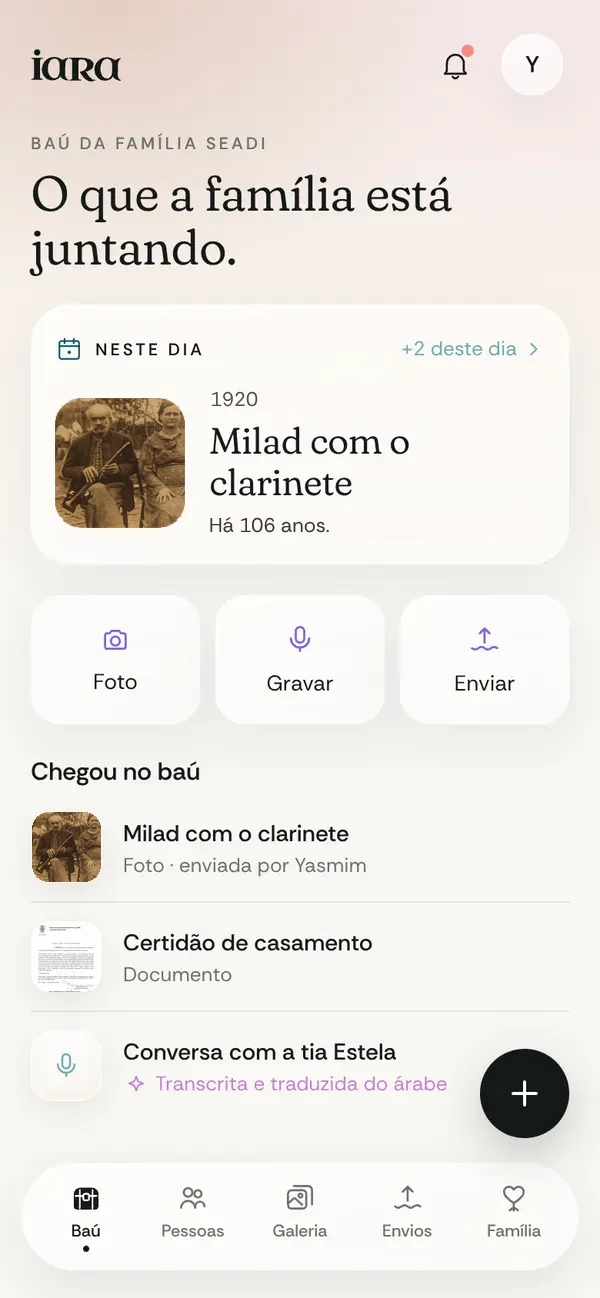 iara
Y
BAÚ DA FAMÍLIA SEADI
O que a família está
juntando.
NESTE DIA
+2 deste dia
1920
Milad com o
clarinete
Há 106 anos.
Foto
Gravar
Enviar
Chegou no baú
Milad com o clarinete
Foto · enviada por Yasmim
Certidão de casamento
Documento
Conversa com a tia Estela
Transcrita e traduzida do árabe
Baú
Pessoas
Galeria
Envios
Família